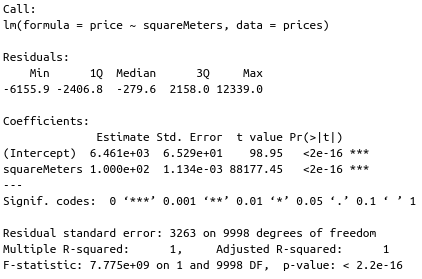 Call:
lm(formula = price ~ squareMeters, data = prices)
Residuals:
    Min      1Q  Median      3Q     Max
-6155.9 -2406.8  -279.6  2158.0 12339.0
Coefficients:
              Estimate Std. Error  t value Pr(>|t|)
(Intercept)  6.461e+03  6.529e+01    98.95   <2e-16 ***
squareMeters 1.000e+02  1.134e-03 88177.45   <2e-16 ***
---
Signif. codes:  0 ‘***’ 0.001 ‘**’ 0.01 ‘*’ 0.05 ‘.’ 0.1 ‘ ’ 1
Residual standard error: 3263 on 9998 degrees of freedom
Multiple R-squared:      1,	Adjusted R-squared:      1
F-statistic: 7.775e+09 on 1 and 9998 DF,  p-value: < 2.2e-16